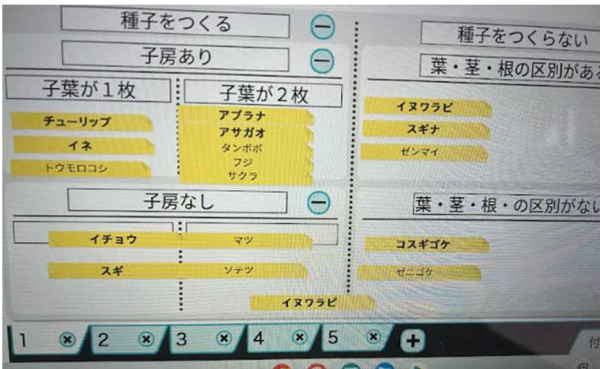 種子をつくる
種子をつくらない
子房あり
葉・茎・根の区別がある
子葉が1枚
子葉が2枚
チューリップ
イネ
トウモロコシ
アブラナ
アサガオ
タンポポ
フジ
サクラ
イヌワラビ
スギナ
ゼンマイ
子房なし
葉・茎・根・の区別がない
イチョウ
マツ
スギ
ソテツ
コスギゴケ
ゼニゴケ
イヌワラビ
1 2 3 4 5
付